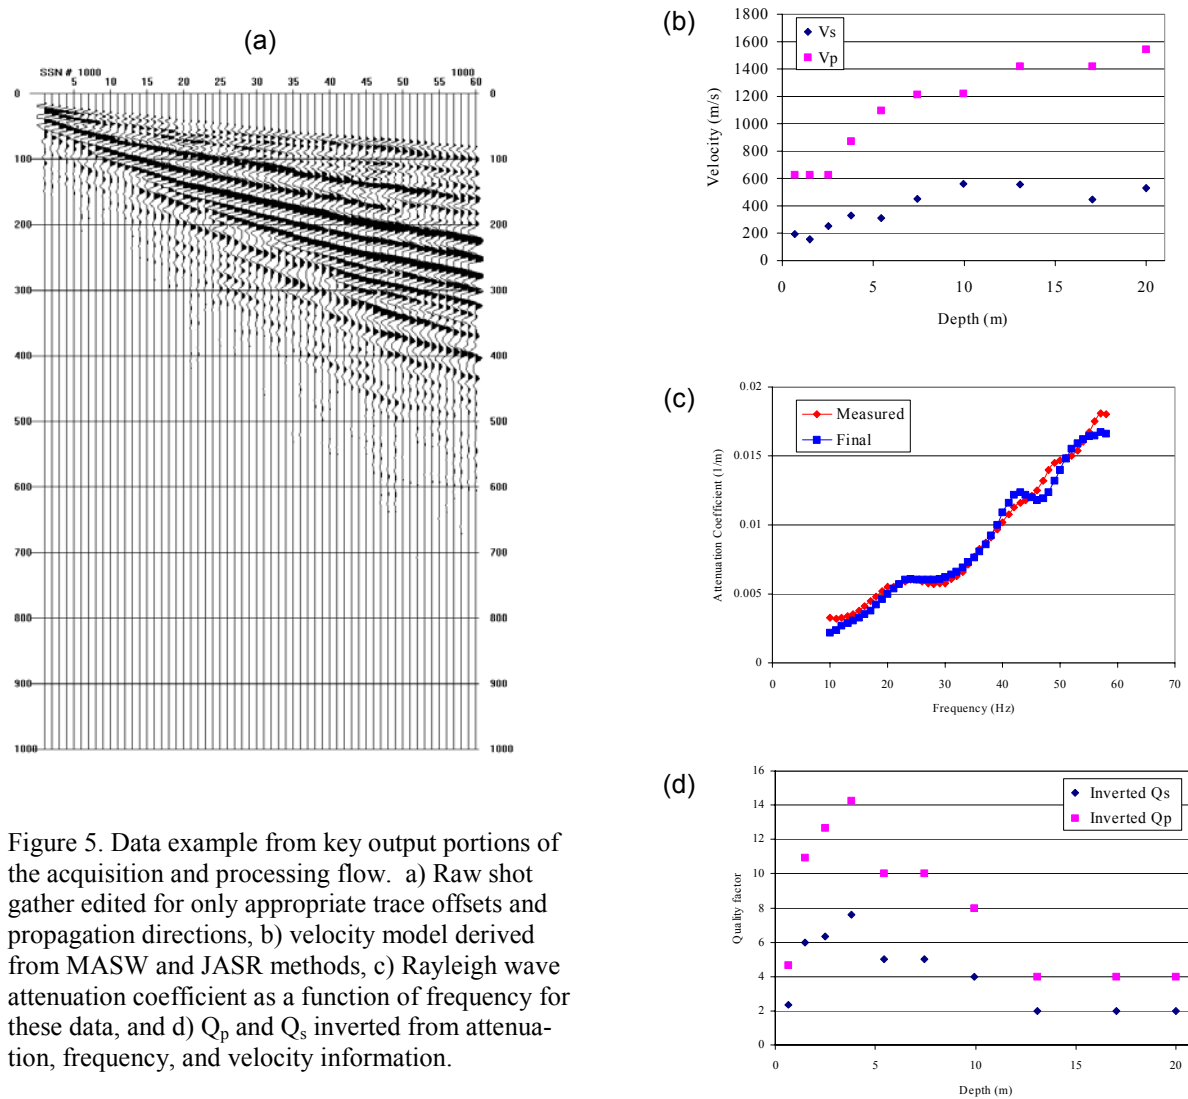 (a)
SSN # 1000 1000
5 10 15 20 25 30 35 40 45 50 55 60
0 0
100 100
200 200
300 300
400 400
500 500
600 600
700 700
800 800
900 900
1000 1000
(b)
Velocity (m/s)
1800
1600
1400
1200
1000
800
600
400
200
0
Vs
Vp
0 5 10 15 20
Depth (m)
(c)
Attenuation Coefficient (1/m)
0.02
0.015
0.01
0.005
0
Measured
Final
0 10 20 30 40 50 60 70
Frequency (Hz)
(d)
Quality factor
16
14
12
10
8
6
4
2
0
Inverted Qs
Inverted Qp
0 5 10 15 20
Depth (m)
Figure 5. Data example from key output portions of
the acquisition and processing flow. a) Raw shot
gather edited for only appropriate trace offsets and
propagation directions, b) velocity model derived
from MASW and JASR methods, c) Rayleigh wave
attenuation coefficient as a function of frequency for
these data, and d) Qp and Qs inverted from attenua-
tion, frequency, and velocity information.